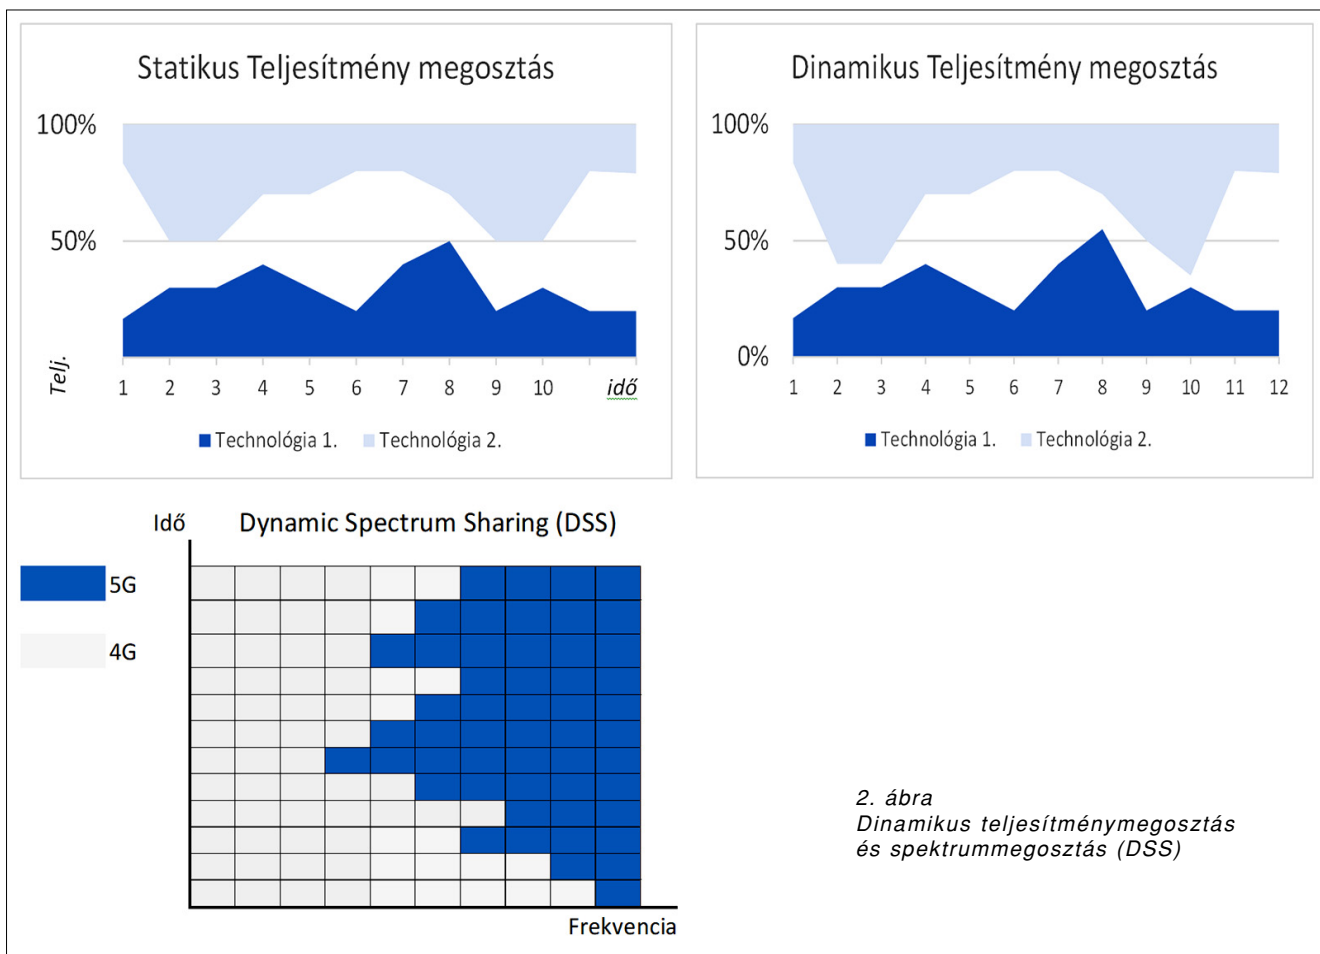 Statikus Teljesítmény megosztás
100%
50%
Telj.
1 2 3 4 5 6 7 8 9 10 idő
Technológia 1. Technológia 2.
Dinamikus Teljesítmény megosztás
100%
50%
0%
1 2 3 4 5 6 7 8 9 10 11 12
Technológia 1. Technológia 2.
Idő
Dynamic Spectrum Sharing (DSS)
5G
4G
Frekvencia
2. ábra
Dinamikus teljesítménymegosztás
és spektrummegosztás (DSS)